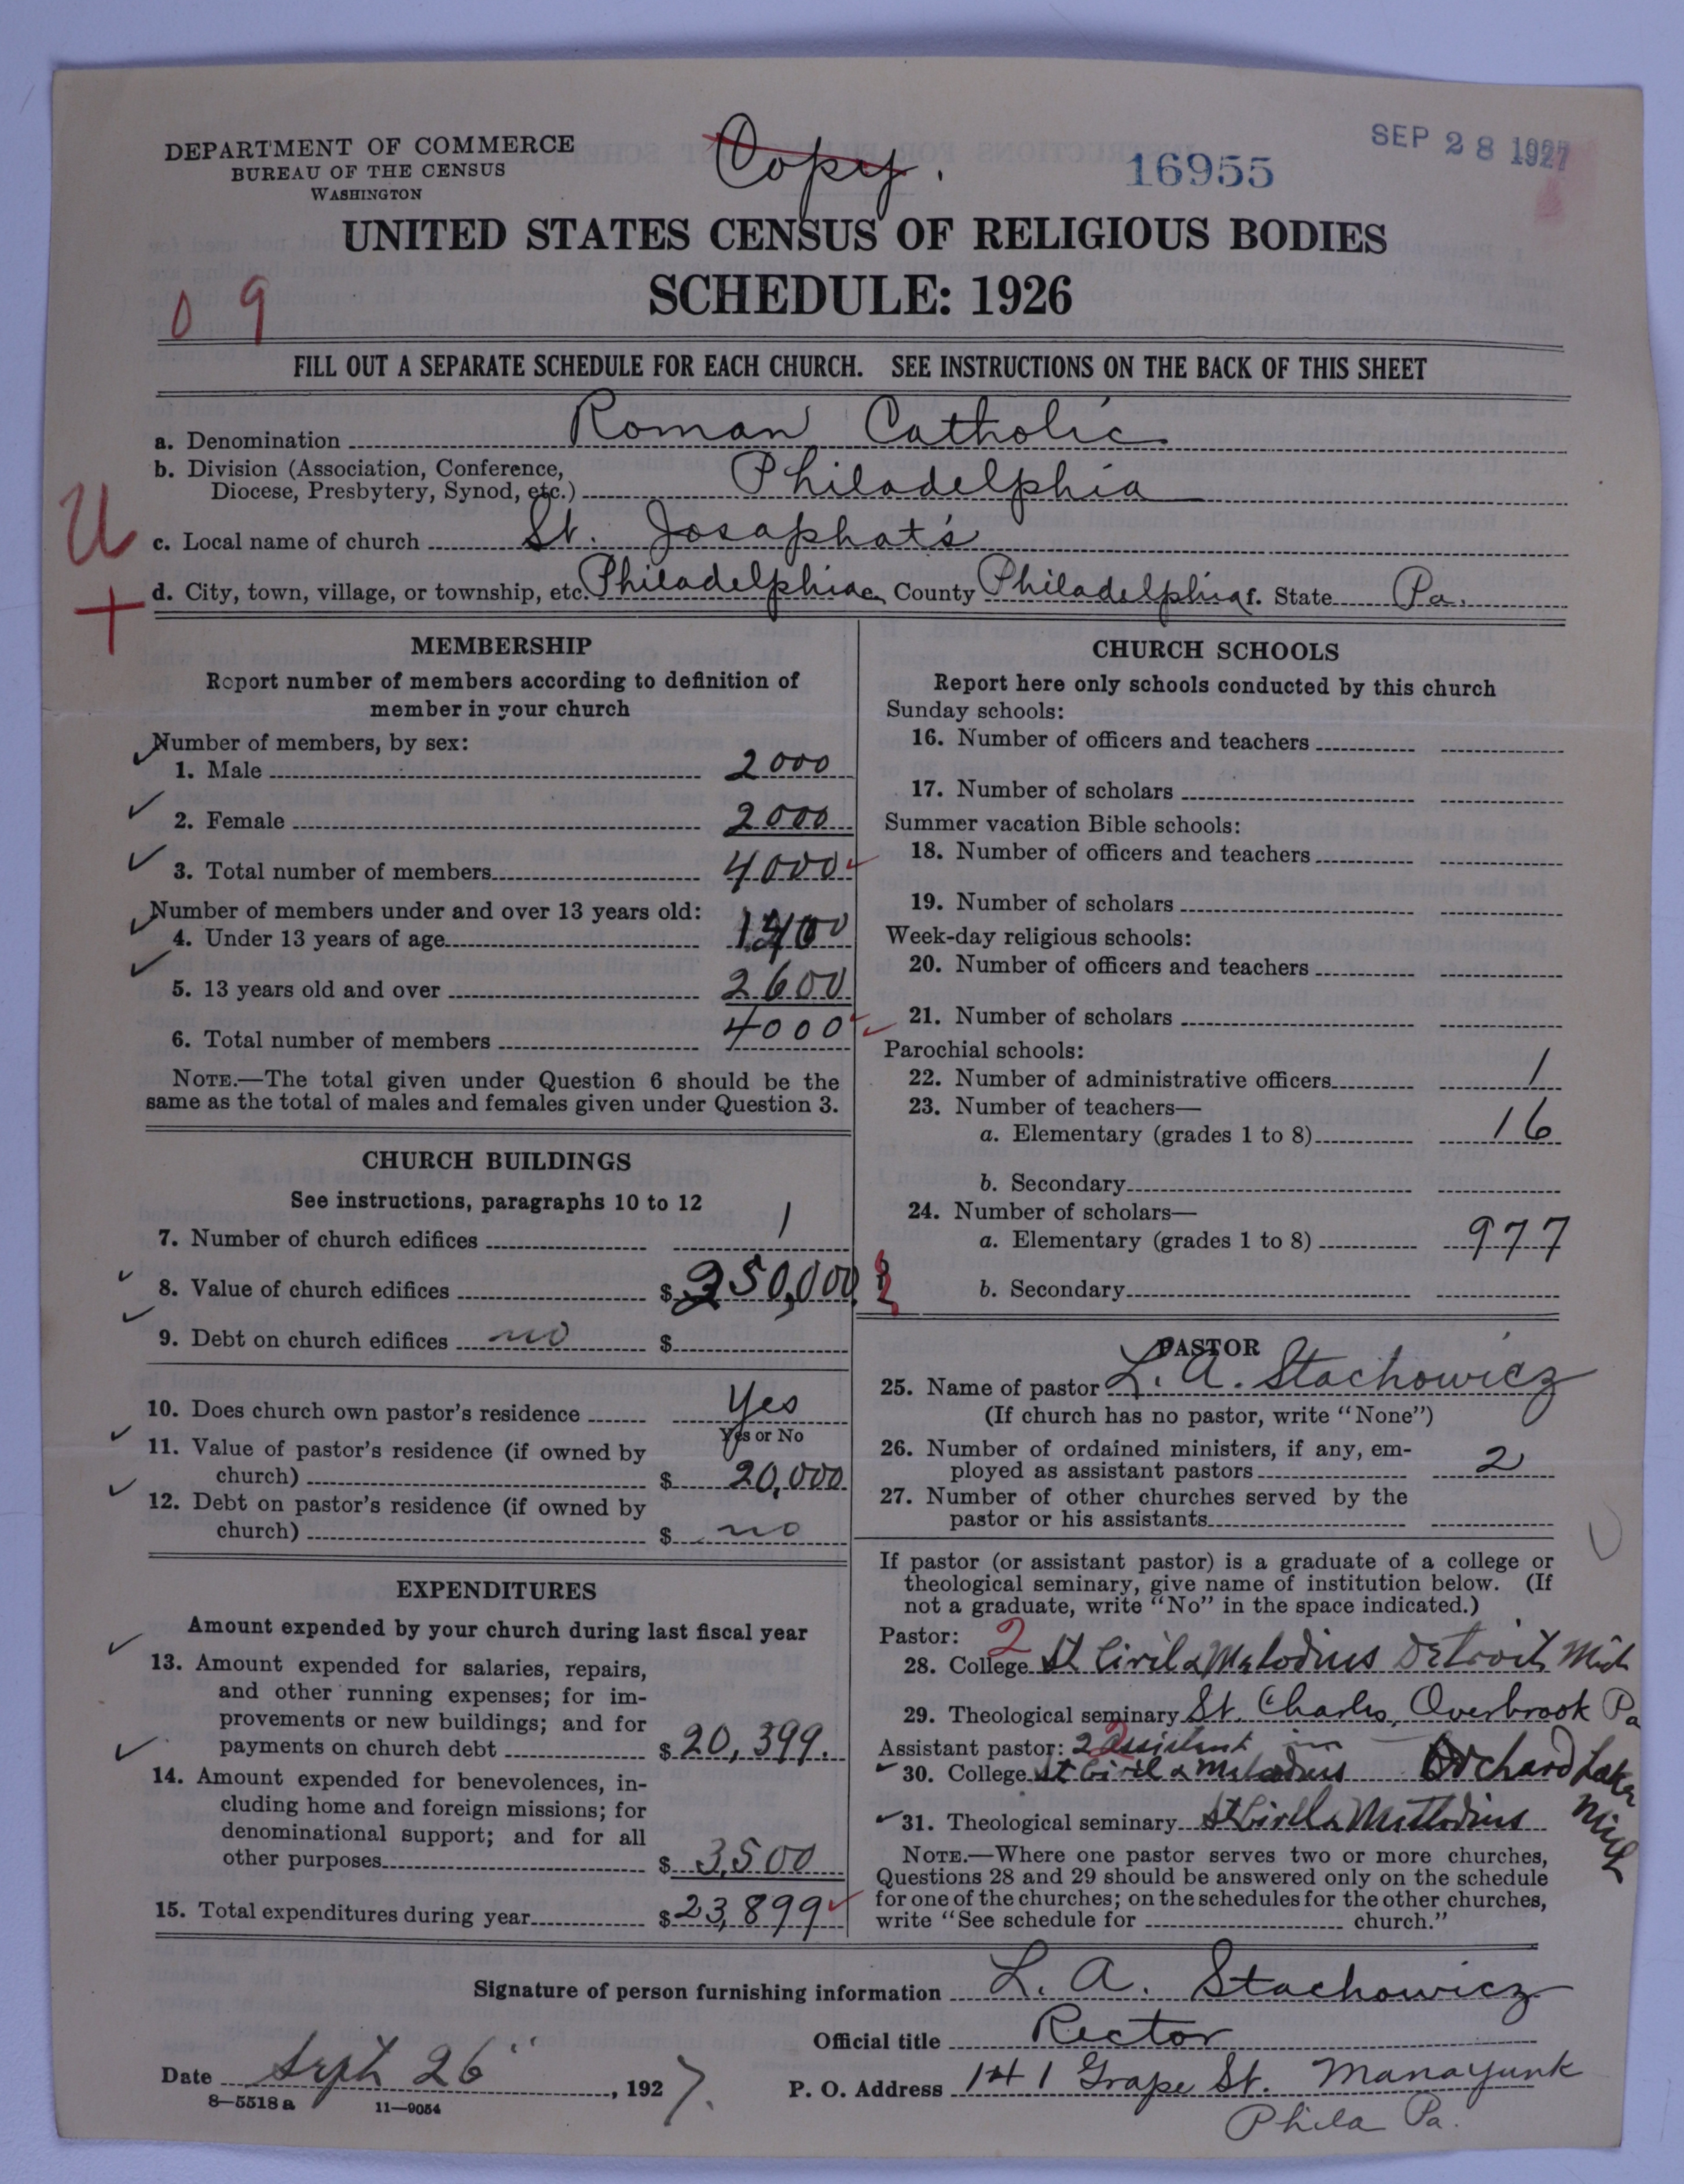 DEPARTMENT OF COMMERCE
BUREAU OF THE CENSUS
WASHINGTON
Copy.
16955
SEP 28 1927
UNITED STATES CENSUS OF RELIGIOUS BODIES
SCHEDULE: 1926
0 9
FILL OUT A SEPARATE SCHEDULE FOR EACH CHURCH. SEE INSTRUCTIONS ON THE BACK OF THIS SHEET
a. Denomination Roman Catholic
b. Division (Association, Conference,
Diocese, Presbytery, Synod, etc.) Philadelphia
U
c. Local name of church St. Josaphat's
d. City, town, village, or township, etc. Philadelphia e. County Philadelphia f. State Pa.
MEMBERSHIP
Report number of members according to definition of
member in your church
Number of members, by sex:
1. Male 2000
2. Female 2000
3. Total number of members 4000
Number of members under and over 13 years old:
4. Under 13 years of age 1400
5. 13 years old and over 2600
6. Total number of members 4000
NOTE.—The total given under Question 6 should be the
same as the total of males and females given under Question 3.
CHURCH BUILDINGS
See instructions, paragraphs 10 to 12
7. Number of church edifices 1
8. Value of church edifices $250,000
9. Debt on church edifices no $
10. Does church own pastor's residence Yes
Yes or No
11. Value of pastor's residence (if owned by
church) $ 20,000
12. Debt on pastor's residence (if owned by
church) $ no
EXPENDITURES
Amount expended by your church during last fiscal year
13. Amount expended for salaries, repairs,
and other running expenses; for im-
provements or new buildings; and for
payments on church debt $20,399.
14. Amount expended for benevolences, in-
cluding home and foreign missions; for
denominational support; and for all
other purposes $ 3,500
15. Total expenditures during year $23,899
CHURCH SCHOOLS
Report here only schools conducted by this church
Sunday schools:
16. Number of officers and teachers
17. Number of scholars
Summer vacation Bible schools:
18. Number of officers and teachers
19. Number of scholars
Week-day religious schools:
20. Number of officers and teachers
21. Number of scholars
Parochial schools:
22. Number of administrative officers 1
23. Number of teachers—
a. Elementary (grades 1 to 8) 16
b. Secondary
24. Number of scholars—
a. Elementary (grades 1 to 8) 977
b. Secondary
PASTOR
25. Name of pastor L. A. Stachowicz
(If church has no pastor, write "None")
26. Number of ordained ministers, if any, em-
ployed as assistant pastors 2
27. Number of other churches served by the
pastor or his assistants
If pastor (or assistant pastor) is a graduate of a college or
theological seminary, give name of institution below. (If
not a graduate, write "No" in the space indicated.)
Pastor: 2
28. College St Ciril & Melodius Detroit Mich
29. Theological seminary St. Charles, Overbrook Pa
Assistant pastor: 2 2 assistant in
30. College St Ciril & Melodius Orchard Lake
Mich
31. Theological seminary St Ciril & Methodius
NOTE.—Where one pastor serves two or more churches,
Questions 28 and 29 should be answered only on the schedule
for one of the churches; on the schedules for the other churches,
write "See schedule for church."
Signature of person furnishing information L. A. Stachowicz
Official title Rector
Date Sept 26", 1927.
P. O. Address 141 Grape St. Manayunk
Phila Pa.
8—5518a 11—9054